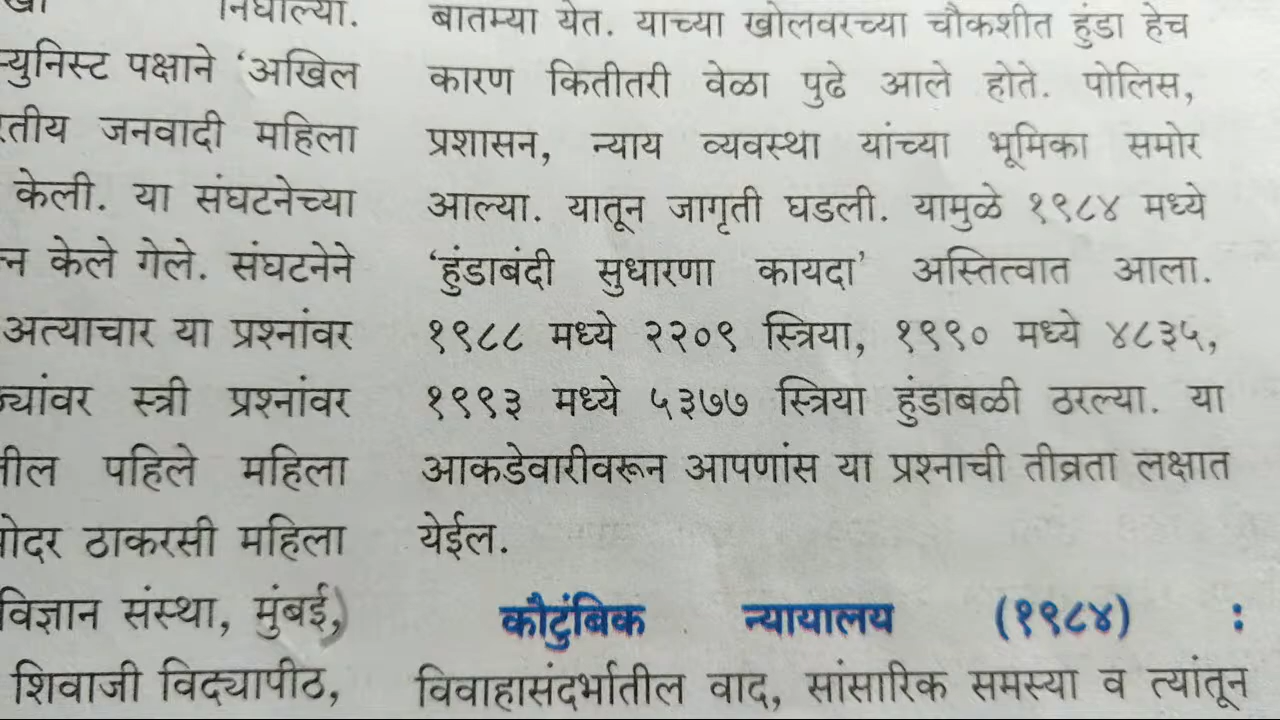 निघाल्या.
पक्षाने ‘अखिल
जनवादी महिला
केली. या संघटनेच्या
केले गेले. संघटनेने
अत्याचार या प्रश्नांवर
स्त्री प्रश्नांवर
पहिले महिला
ठाकरसी महिला
विज्ञान संस्था, मुंबई,
शिवाजी विद्यापीठ,
बातम्या येत. याच्या खोलवरच्या चौकशीत हुंडा हेच
कारण कितीतरी वेळा पुढे आले होते. पोलिस,
प्रशासन, न्याय व्यवस्था यांच्या भूमिका समोर
आल्या. यातून जागृती घडली. यामुळे १९८४ मध्ये
‘हुंडाबंदी सुधारणा कायदा’ अस्तित्वात आला.
१९८८ मध्ये २२०९ स्त्रिया, १९९० मध्ये ४८३५,
१९९३ मध्ये ५३७७ स्त्रिया हुंडाबळी ठरल्या. या
आकडेवारीवरून आपणांस या प्रश्नाची तीव्रता लक्षात
येईल.
कौटुंबिक न्यायालय (१९८४) :
विवाहासंदर्भातील वाद, सांसारिक समस्या व त्यांतून